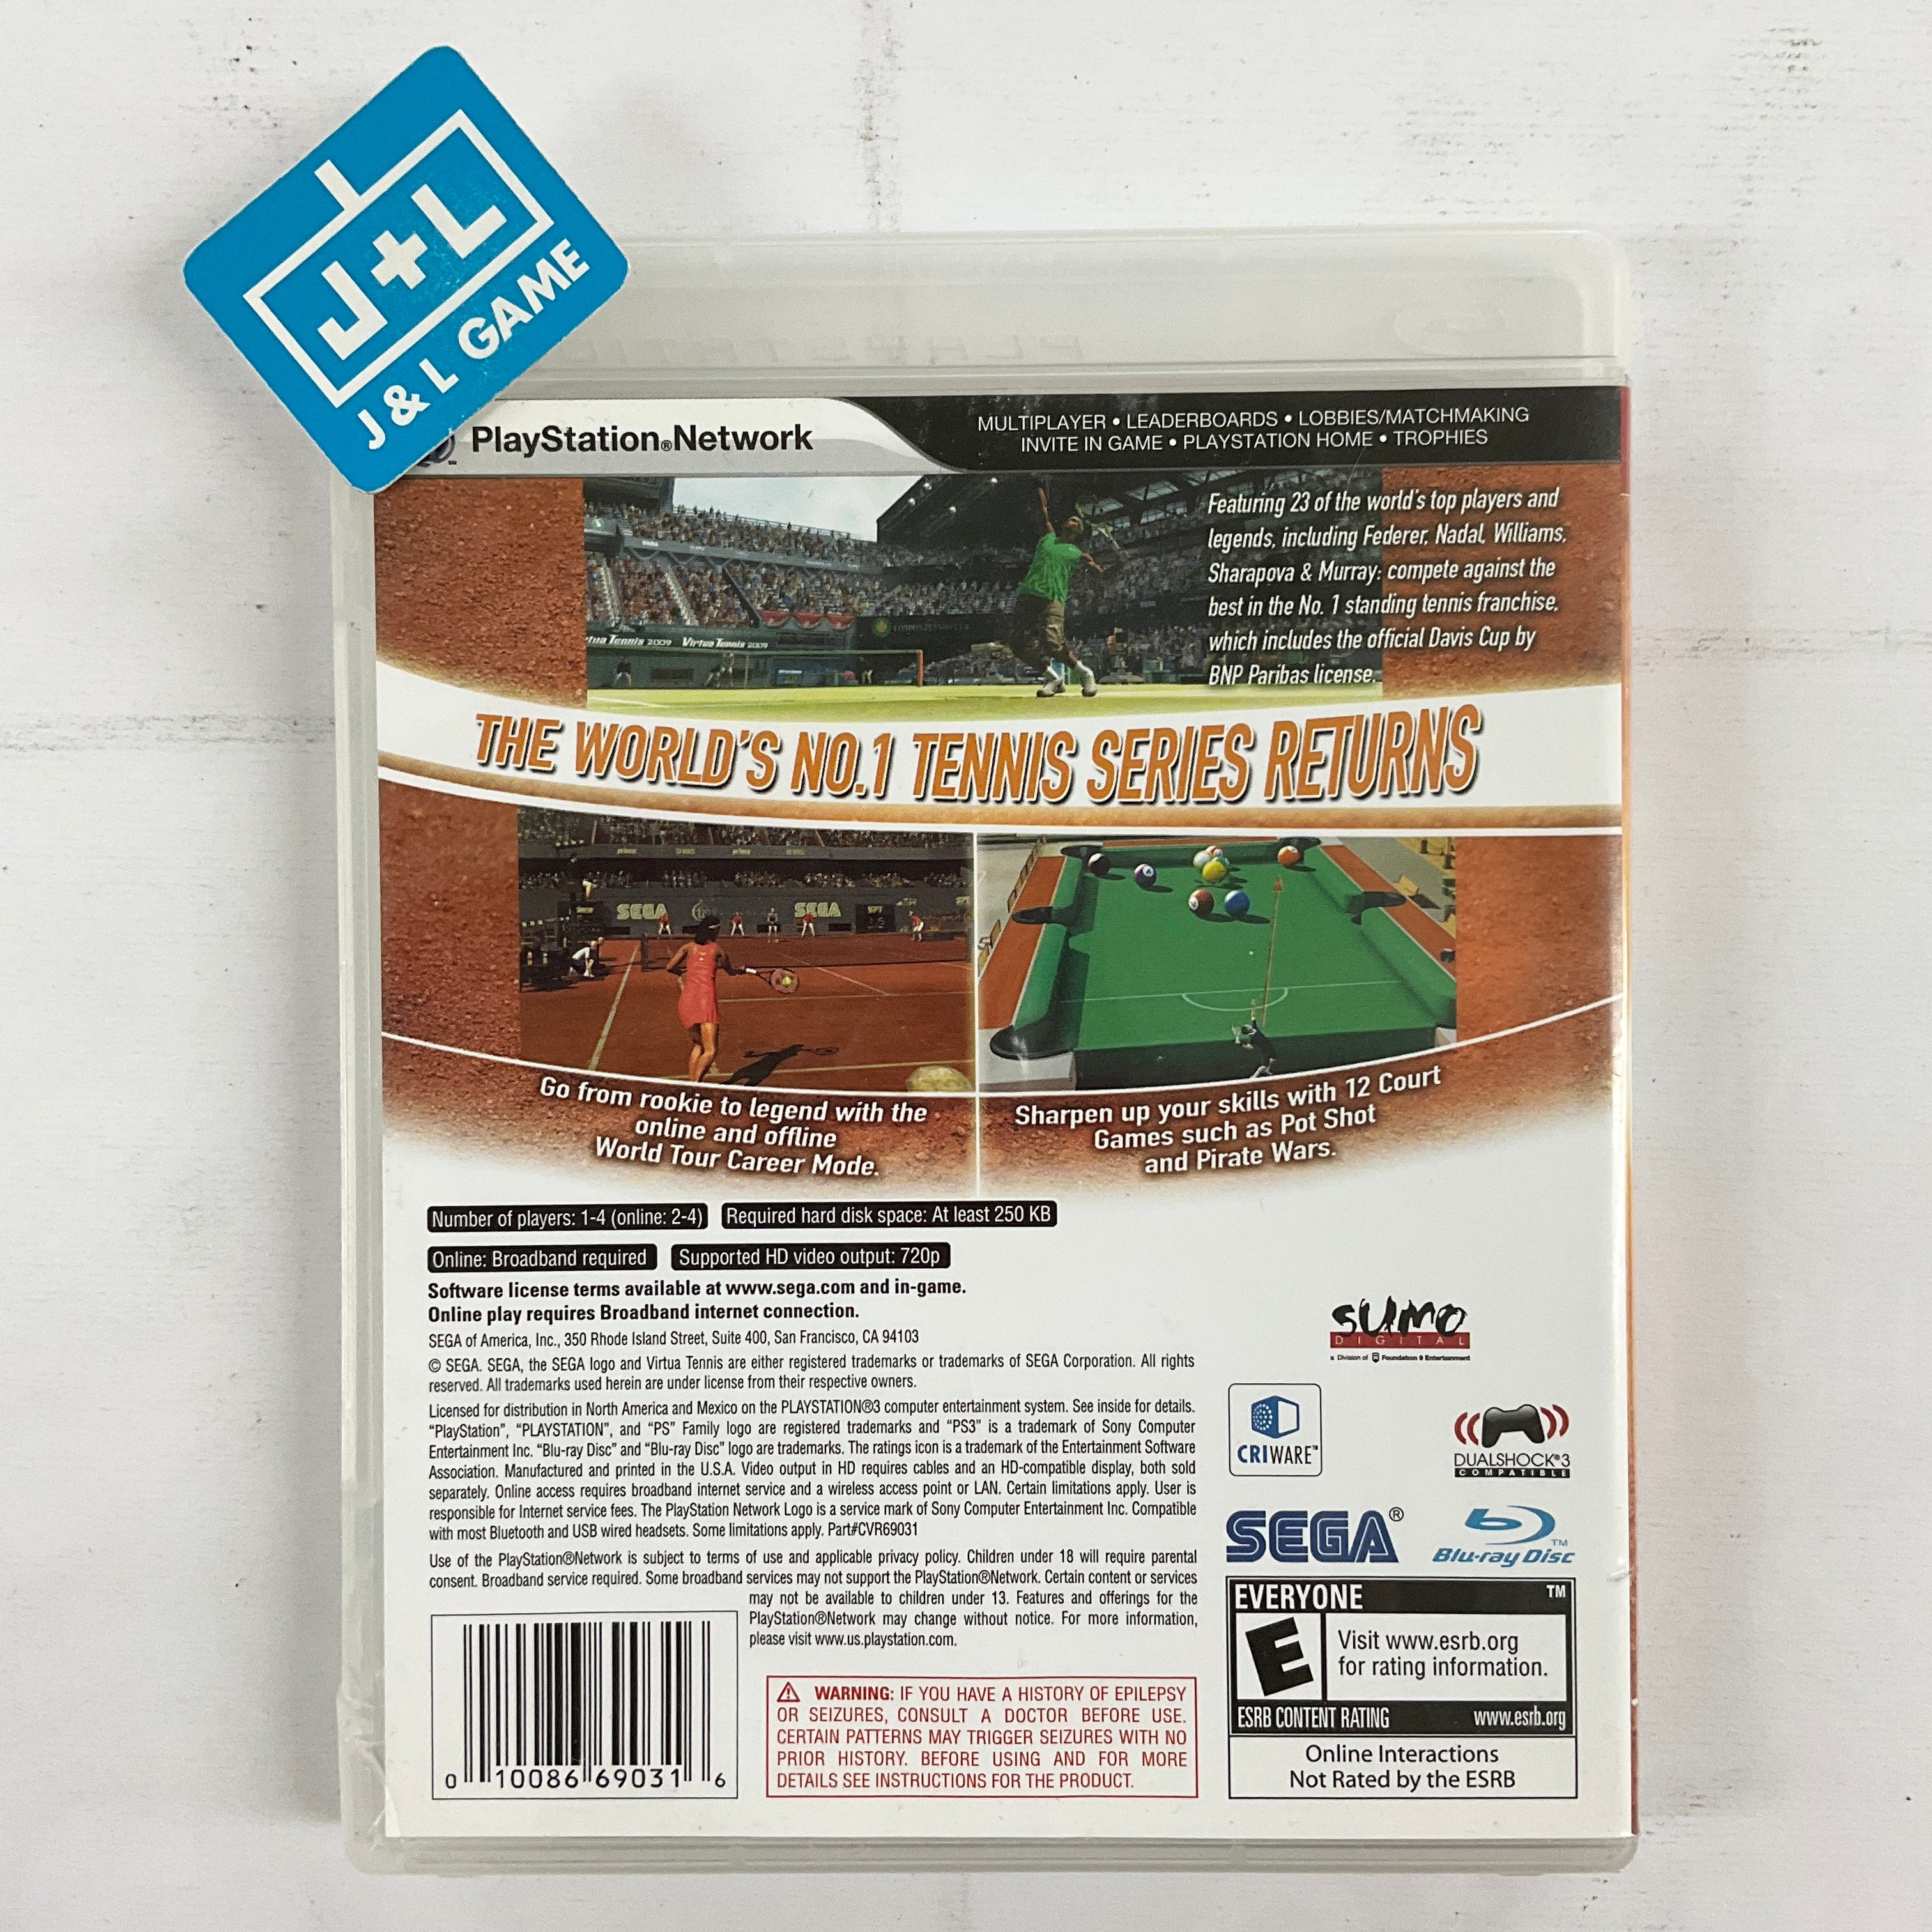 J+L
J & L GAME
PlayStation®Network
MULTIPLAYER • LEADERBOARDS • LOBBIES/MATCHMAKING
INVITE IN GAME • PLAYSTATION HOME • TROPHIES
Featuring 23 of the world's top players and
legends, including Federer, Nadal, Williams,
Sharapova & Murray: compete against the
best in the No. 1 standing tennis franchise,
which includes the official Davis Cup by
BNP Paribas license.
Virtua Tennis 2009
THE WORLD'S NO.1 TENNIS SERIES RETURNS
SEGA SEGA
Go from rookie to legend with the
online and offline
World Tour Career Mode.
Sharpen up your skills with 12 Court
Games such as Pot Shot
and Pirate Wars.
Number of players: 1-4 (online: 2-4) Required hard disk space: At least 250 KB
Online: Broadband required Supported HD video output: 720p
Software license terms available at www.sega.com and in-game.
Online play requires Broadband internet connection.
SEGA of America, Inc., 350 Rhode Island Street, Suite 400, San Francisco, CA 94103
© SEGA. SEGA, the SEGA logo and Virtua Tennis are either registered trademarks or trademarks of SEGA Corporation. All rights
reserved. All trademarks used herein are under license from their respective owners.
Licensed for distribution in North America and Mexico on the PLAYSTATION®3 computer entertainment system. See inside for details.
“PlayStation”, “PLAYSTATION”, and “PS” Family logo are registered trademarks and “PS3” is a trademark of Sony Computer
Entertainment Inc. “Blu-ray Disc” and “Blu-ray Disc” logo are trademarks. The ratings icon is a trademark of the Entertainment Software
Association. Manufactured and printed in the U.S.A. Video output in HD requires cables and an HD-compatible display, both sold
separately. Online access requires broadband internet service and a wireless access point or LAN. Certain limitations apply. User is
responsible for Internet service fees. The PlayStation Network Logo is a service mark of Sony Computer Entertainment Inc. Compatible
with most Bluetooth and USB wired headsets. Some limitations apply. Part#CVR69031
Use of the PlayStation®Network is subject to terms of use and applicable privacy policy. Children under 18 will require parental
consent. Broadband service required. Some broadband services may not support the PlayStation®Network. Certain content or services
may not be available to children under 13. Features and offerings for the
PlayStation®Network may change without notice. For more information,
please visit www.us.playstation.com.
0 10086 69031 6
⚠ WARNING: IF YOU HAVE A HISTORY OF EPILEPSY
OR SEIZURES, CONSULT A DOCTOR BEFORE USE.
CERTAIN PATTERNS MAY TRIGGER SEIZURES WITH NO
PRIOR HISTORY. BEFORE USING AND FOR MORE
DETAILS SEE INSTRUCTIONS FOR THE PRODUCT.
SUMO
DIGITAL
a Division of Foundation 9 Entertainment
CRIWARE™
DUALSHOCK®3
COMPATIBLE
SEGA®
Blu-ray Disc™
EVERYONE ™
E
Visit www.esrb.org
for rating information.
ESRB CONTENT RATING www.esrb.org
Online Interactions
Not Rated by the ESRB